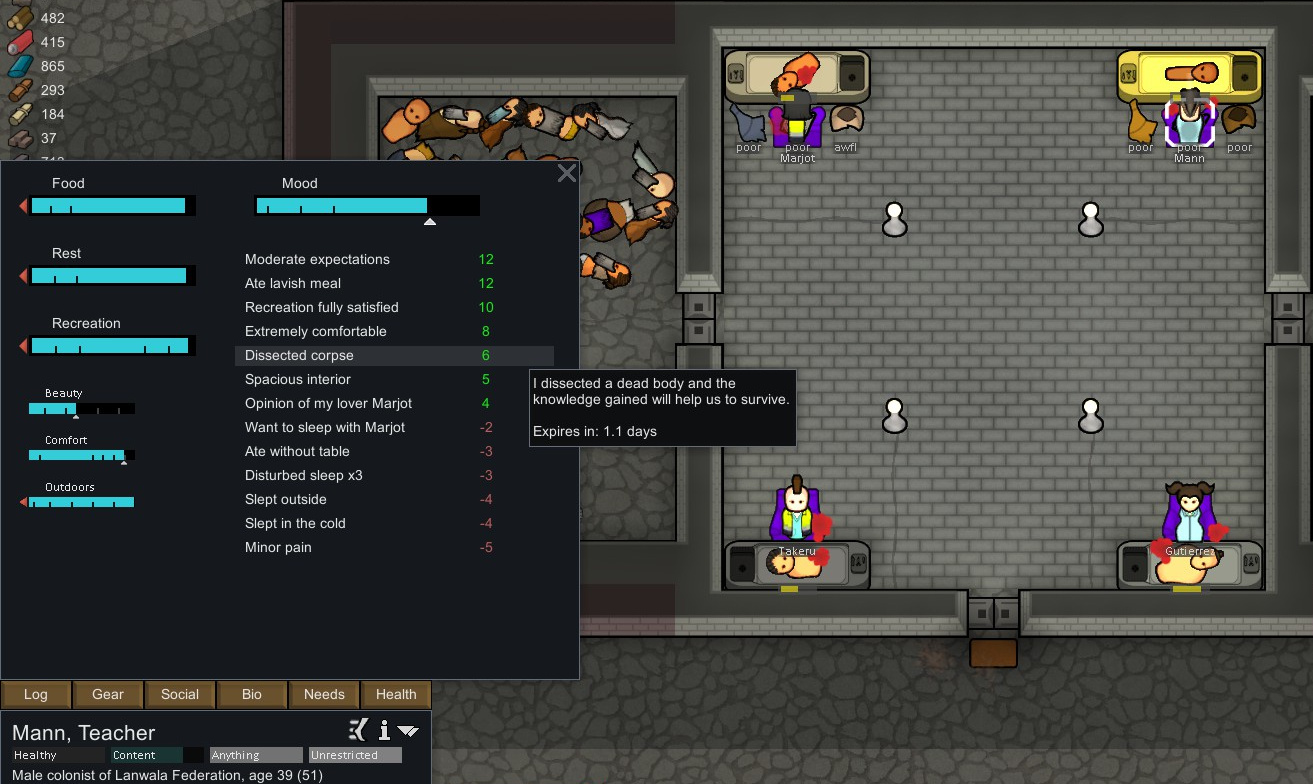 482
415
865
293
184
37
Food
Mood
Rest
Recreation
Beauty
Comfort
Outdoors
Moderate expectations 12
Ate lavish meal 12
Recreation fully satisfied 10
Extremely comfortable 8
Dissected corpse 6
Spacious interior 5
Opinion of my lover Marjot 4
Want to sleep with Marjot -2
Ate without table -3
Disturbed sleep x3 -3
Slept outside -4
Slept in the cold -4
Minor pain -5
I dissected a dead body and the
knowledge gained will help us to survive.
Expires in: 1.1 days
poor poor awfl
Marjot
poor poor poor
Mann
Takeru
Gutierrez
Log Gear Social Bio Needs Health
Mann, Teacher
Healthy Content Anything Unrestricted
Male colonist of Lanwala Federation, age 39 (51)